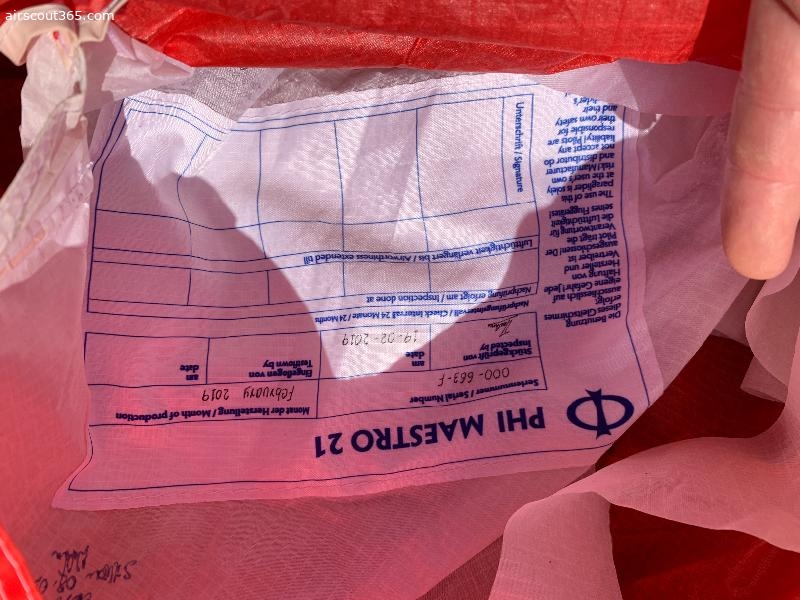 airscout365.com
PHI MAESTRO 21
Seriennummer / Serial Number
000-663-F
Monat der Herstellung / Month of production
February 2019
Stückgeprüft von
Inspected by
date
19-02-2019
Eingeflogen von
Testflown by
am
date
Nachprüfungsintervall / Check Interval 24 Monate / 24 Months
Nachprüfung erfolgt am / Inspection done at
Lufttüchtigkeit verlängert bis / Airworthiness extended till
Unterschrift / Signature
Die Benutzung
dieses Gleitschirmes
erfolgt
ausschliesslich auf
eigene Gefahr! Jede
Haftung von
Hersteller und
Vertreiber ist
ausgeschlossen! Der
Pilot trägt die
Verantwortung für
die Lufttüchtigkeit
seines Fluggerätes!
The use of this
paraglider is solely
at the user's own
risk! Manufacturer
and distributor do
not accept any
liability! Pilots are
responsible for
their own safety
and their